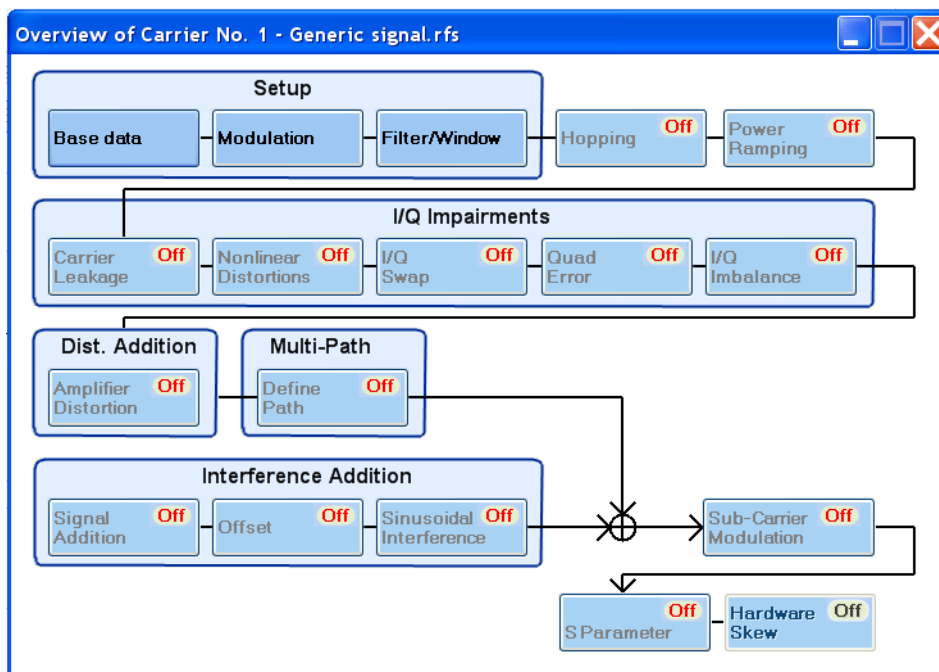 Overview of Carrier No. 1 - Generic signal.rfs
Setup
Base data
Modulation
Filter/Window
Hopping
Off
Power
Ramping
Off
I/Q Impairments
Carrier
Leakage
Off
Nonlinear
Distortions
Off
I/Q
Swap
Off
Quad
Error
Off
I/Q
Imbalance
Off
Dist. Addition
Amplifier
Distortion
Off
Multi-Path
Define
Path
Off
Interference Addition
Signal
Addition
Off
Offset
Off
Sinusoidal
Interference
Off
Sub-Carrier
Modulation
Off
S Parameter
Off
Hardware
Skew
Off